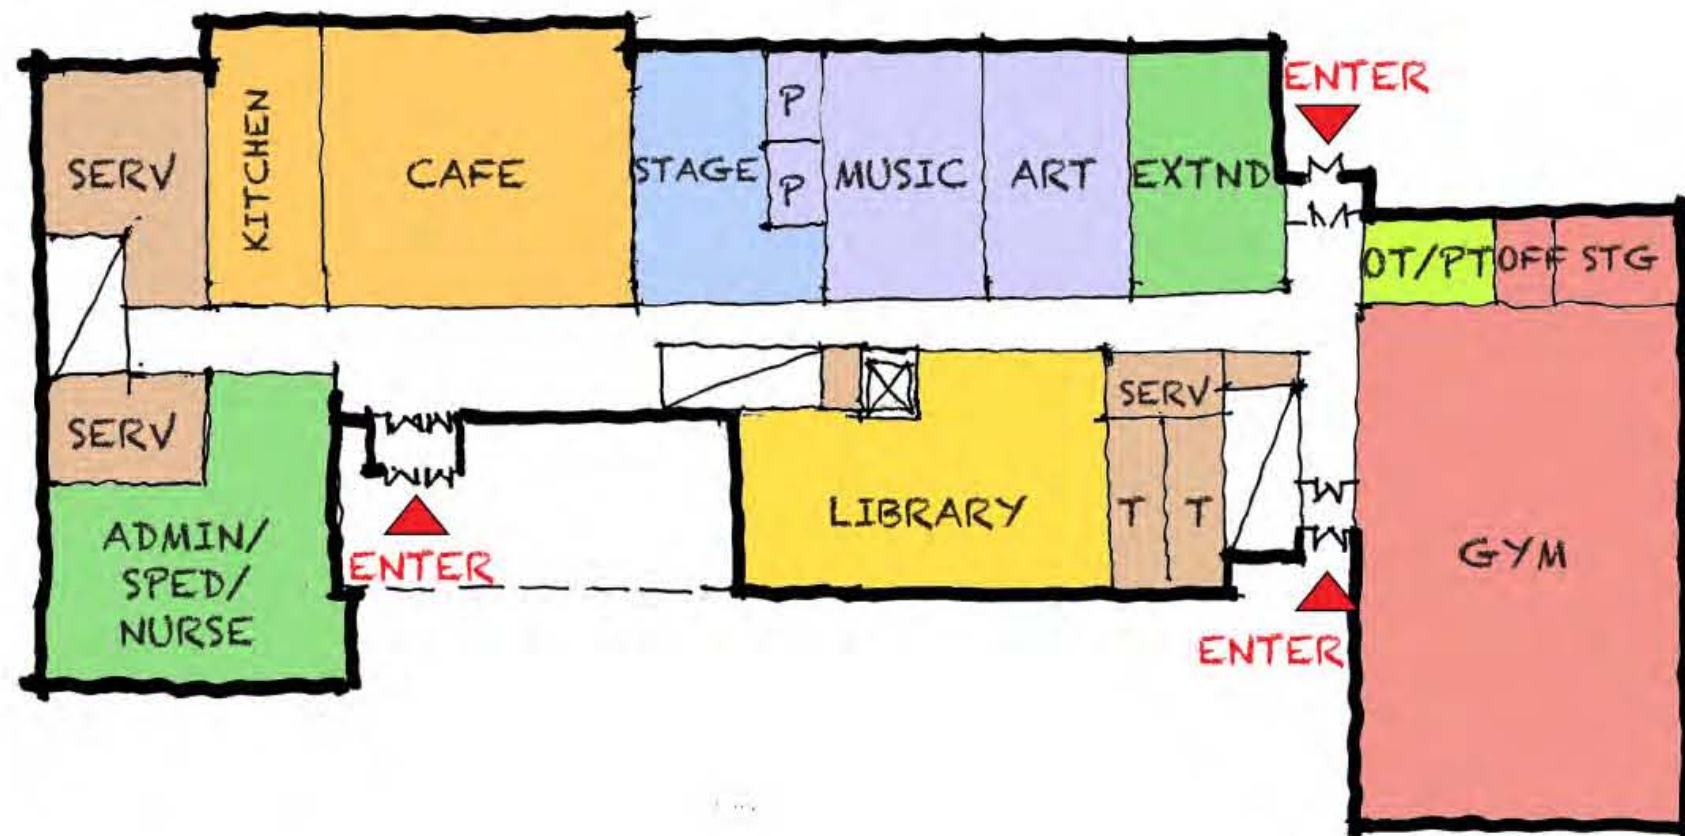 ENTER
SERV
KITCHEN
CAFE
STAGE
P
P
MUSIC
ART
EXTND
OT/PT
OFF
STG
SERV
SERV
ADMIN/
SPED/
NURSE
ENTER
LIBRARY
T
T
GYM
ENTER